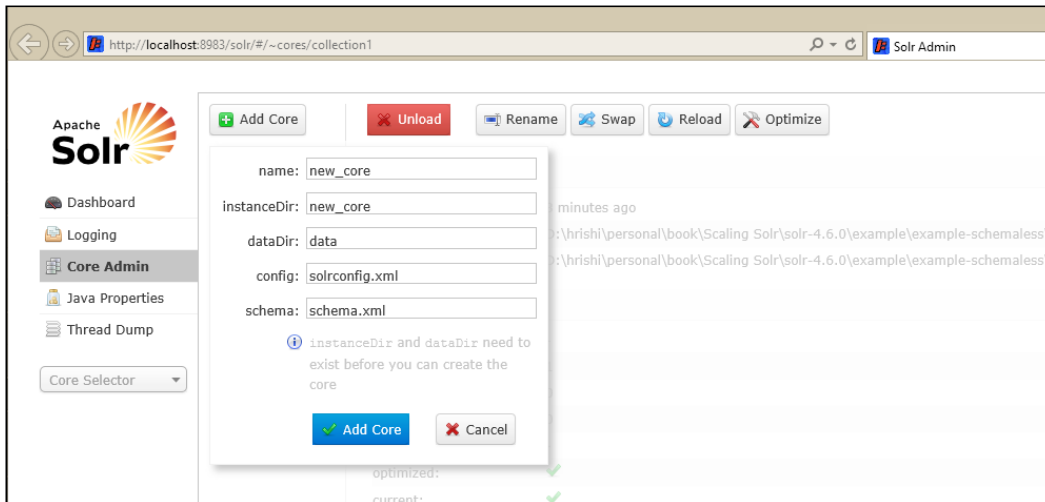 http://localhost:8983/solr/#/~cores/collection1
Solr Admin
Apache
Solr
Dashboard
Logging
Core Admin
Java Properties
Thread Dump
Core Selector
Add Core
Unload
Rename
Swap
Reload
Optimize
name: new_core
instanceDir: new_core
dataDir: data
config: solrconfig.xml
schema: schema.xml
instanceDir and dataDir need to
exist before you can create the
core
Add Core
Cancel
minutes ago
:\hrishi\personal\book\Scaling Solr\solr-4.6.0\example\example-schemaless
:\hrishi\personal\book\Scaling Solr\solr-4.6.0\example\example-schemaless
optimized:
current: